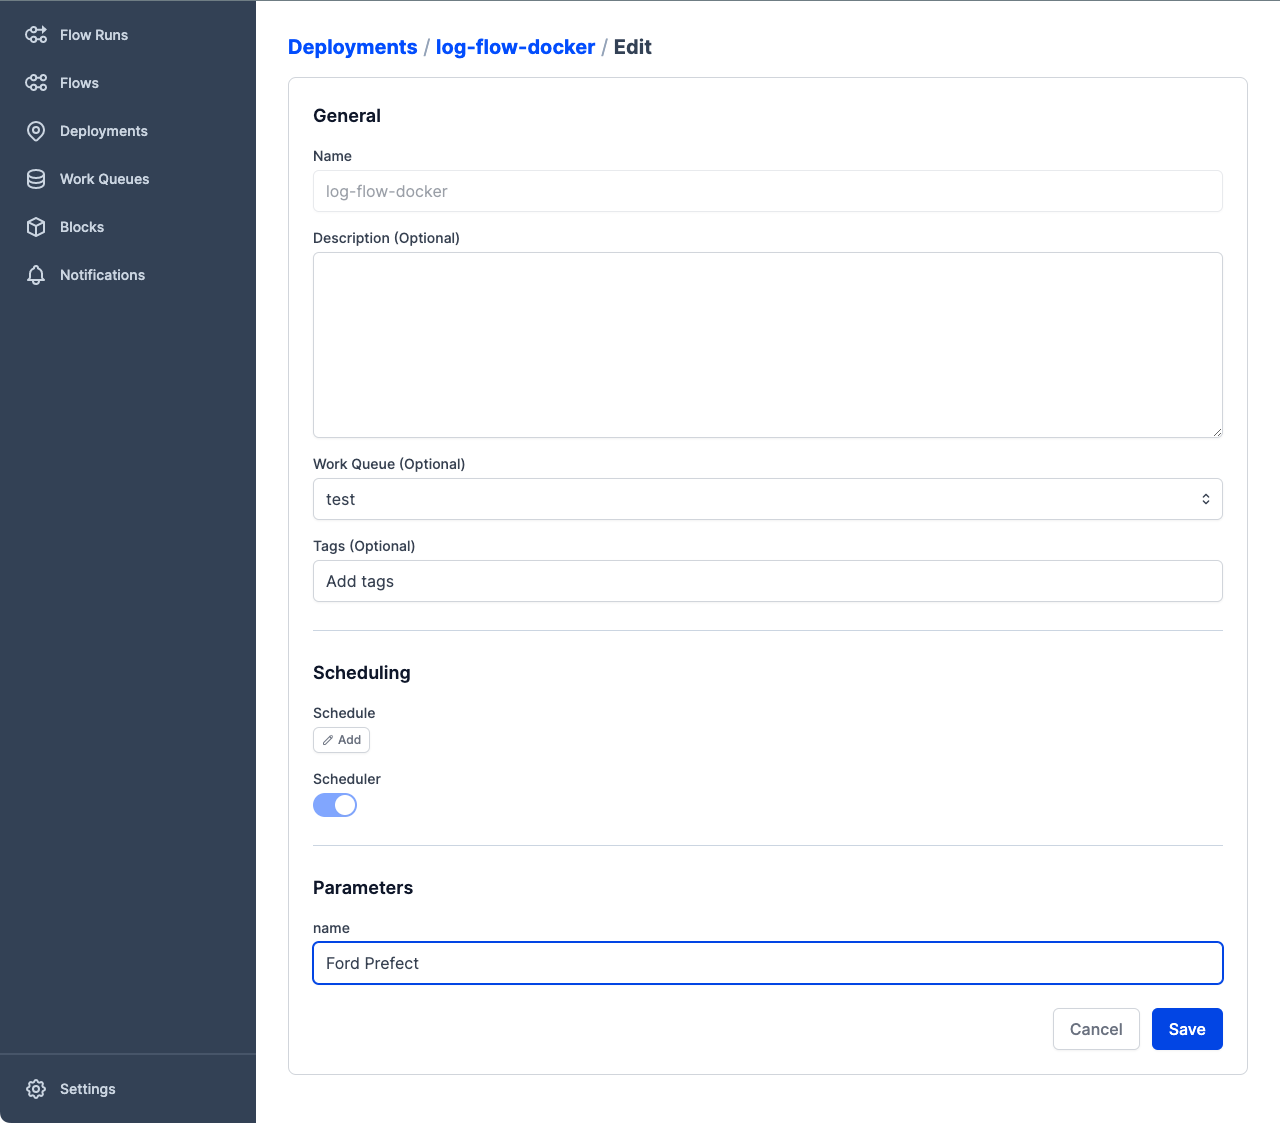 Flow Runs
Flows
Deployments
Work Queues
Blocks
Notifications
Settings
Deployments / log-flow-docker / Edit
General
Name
log-flow-docker
Description (Optional)
Work Queue (Optional)
test
Tags (Optional)
Add tags
Scheduling
Schedule
Add
Scheduler
Parameters
name
Ford Prefect
Cancel Save